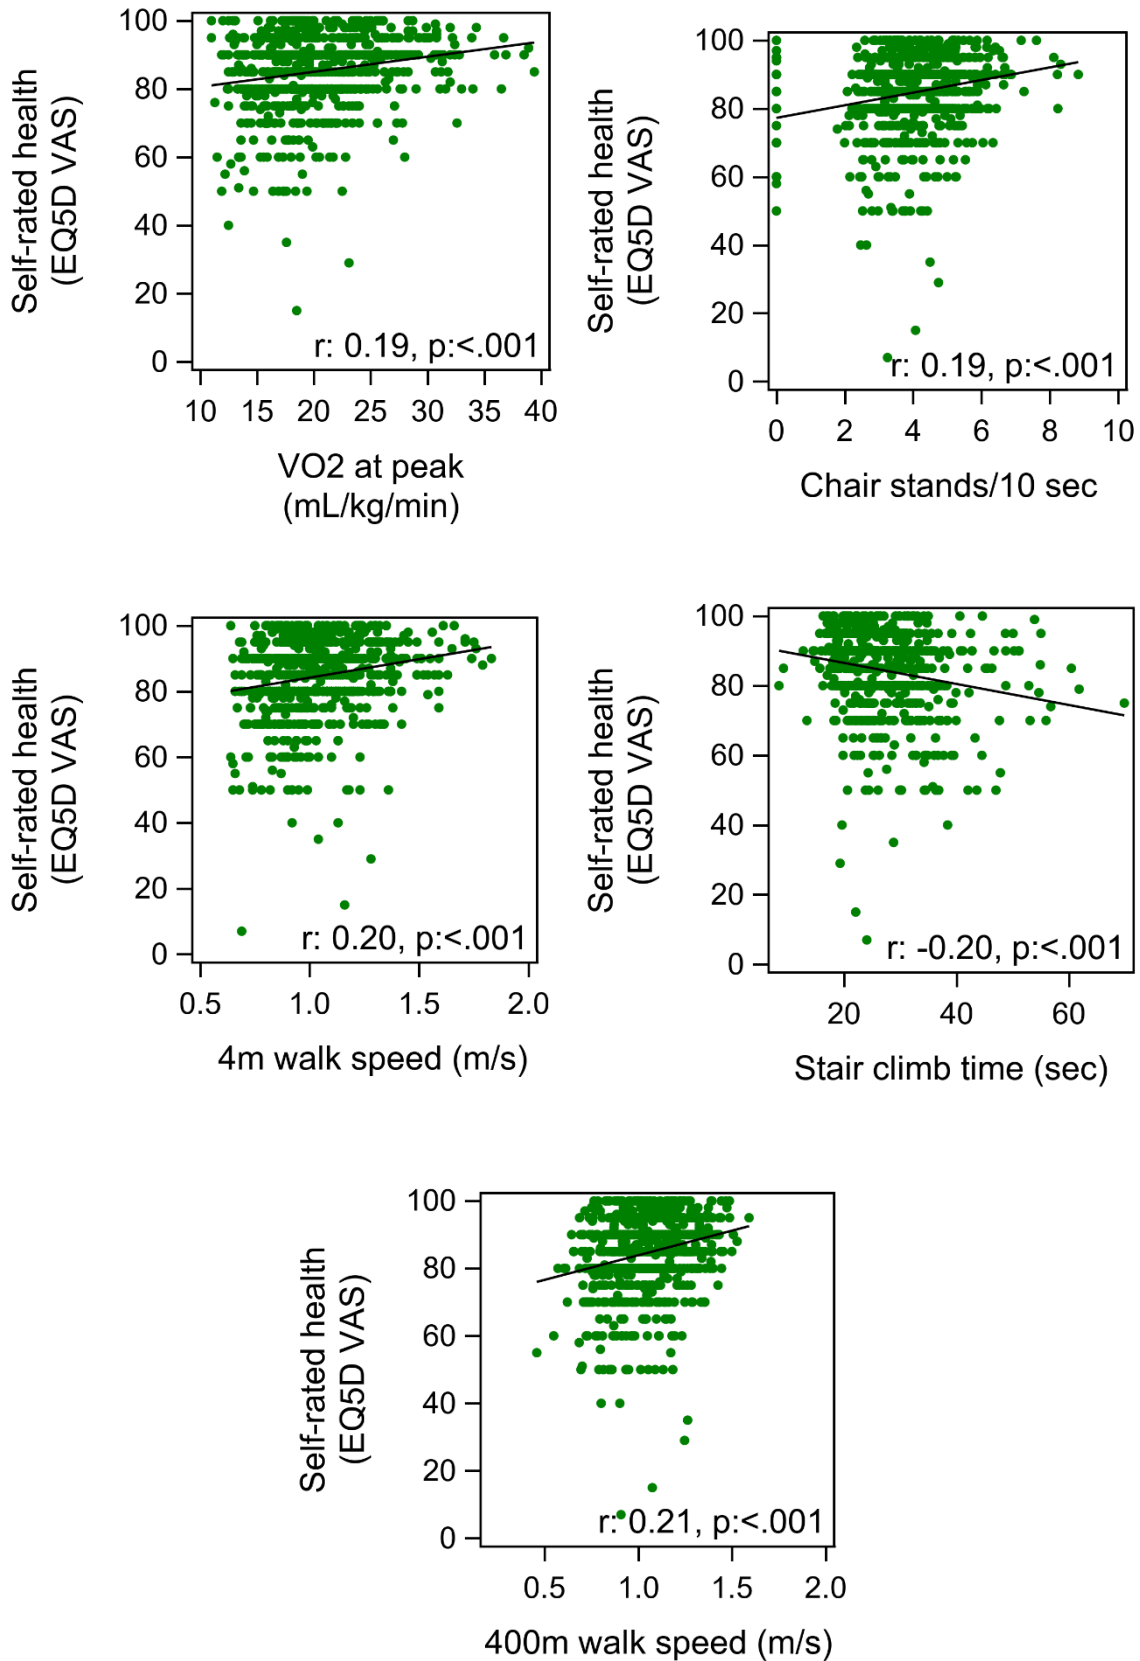 Self-rated health
(EQ5D VAS)
100
80
60
40
20
0
r: 0.19, p:<.001
10 15 20 25 30 35 40
VO2 at peak
(mL/kg/min)
Self-rated health
(EQ5D VAS)
100
80
60
40
20
0
r: 0.19, p:<.001
0 2 4 6 8 10
Chair stands/10 sec
Self-rated health
(EQ5D VAS)
100
80
60
40
20
0
r: 0.20, p:<.001
0.5 1.0 1.5 2.0
4m walk speed (m/s)
Self-rated health
(EQ5D VAS)
100
80
60
40
20
0
r: -0.20, p:<.001
20 40 60
Stair climb time (sec)
Self-rated health
(EQ5D VAS)
100
80
60
40
20
0
r: 0.21, p:<.001
0.5 1.0 1.5 2.0
400m walk speed (m/s)